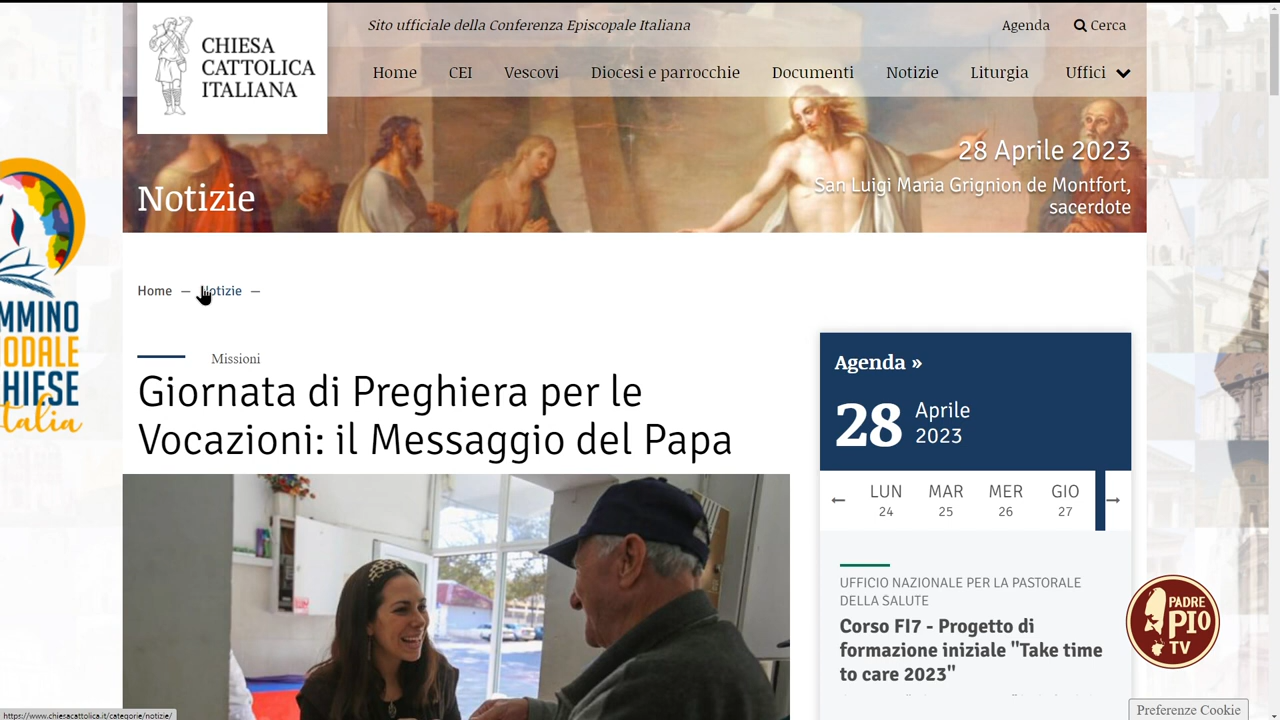 Sito ufficiale della Conferenza Episcopale Italiana
Agenda
Cerca
CHIESA
CATTOLICA
ITALIANA
Home
CEI
Vescovi
Diocesi e parrocchie
Documenti
Notizie
Liturgia
Uffici
28 Aprile 2023
San Luigi Maria Grignion de Montfort,
sacerdote
Notizie
Home — Notizie —
Missioni
Giornata di Preghiera per le
Vocazioni: il Messaggio del Papa
Agenda »
28
Aprile
2023
LUN
24
MAR
25
MER
26
GIO
27
UFFICIO NAZIONALE PER LA PASTORALE
DELLA SALUTE
Corso FI7 - Progetto di
formazione iniziale "Take time
to care 2023"
PADRE
PIO
TV
Preferenze Cookie
https://www.chiesacattolica.it/categorie/notizie/